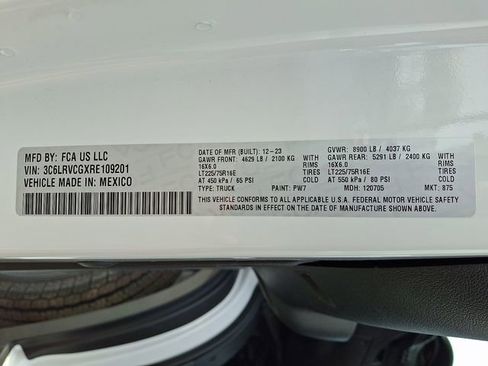 MFD BY: FCA US LLC
VIN: 3C6LRVCGXRE109201
VEHICLE MADE IN: MEXICO
DATE OF MFR (BUILT): 12-23 GVWR: 8900 LB / 4037 KG
GAWR FRONT: 4629 LB / 2100 KG GAWR REAR: 5291 LB / 2400 KG
16X6.0 RIMS 16X6.0 RIMS
LT225/75R16E TIRES LT225/75R16E TIRES
AT 450 kPa / 65 PSI COLD AT 550 kPa / 80 PSI COLD
TYPE: TRUCK PAINT: PW7 MDH: 120705 MKT: 875
THIS VEHICLE CONFORMS TO ALL APPLICABLE U.S.A. FEDERAL MOTOR VEHICLE SAFETY
STANDARDS IN EFFECT ON THE DATE OF MANUFACTURE SHOWN ABOVE.